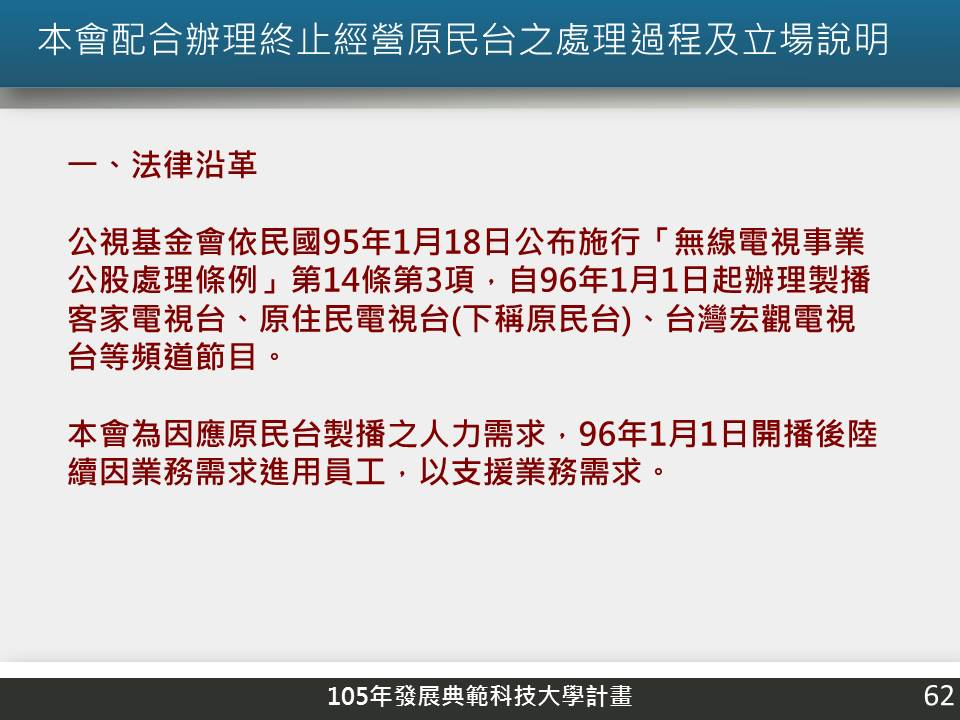 本會配合辦理終止經營原民台之處理過程及立場說明
一、法律沿革
公視基金會依民國95年1月18日公布施行「無線電視事業
公股處理條例」第14條第3項，自96年1月1日起辦理製播
客家電視台、原住民電視台(下稱原民台)、台灣宏觀電視
台等頻道節目。
本會為因應原民台製播之人力需求，96年1月1日開播後陸
續因業務需求進用員工，以支援業務需求。
105年發展典範科技大學計畫
62